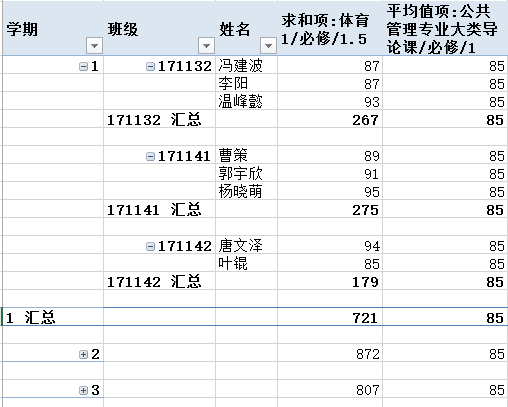 学期 班级 姓名 求和项:体育1/必修/1.5 平均值项:公共管理专业大类导论课/必修/1
1 171132 冯建波 87 85
李阳 87 85
温峰懿 93 85
171132 汇总 267 85
171141 曹策 89 85
郭宇欣 91 85
杨晓萌 95 85
171141 汇总 275 85
171142 唐文泽 94 85
叶锟 85 85
171142 汇总 179 85
1 汇总 721 85
2 872 85
3 807 85